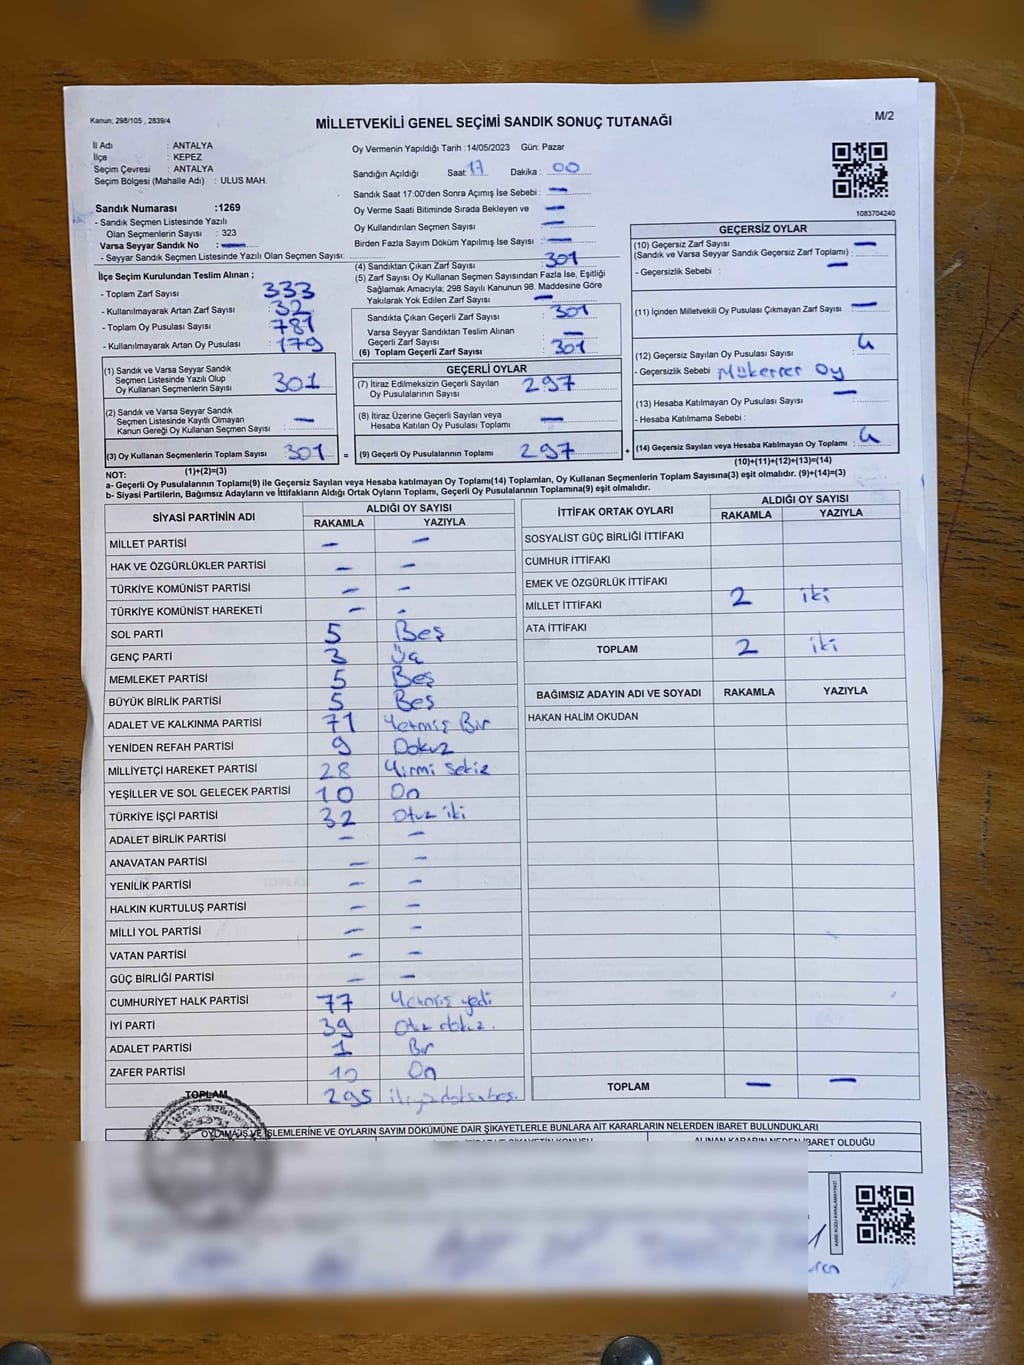 Kanun; 298/105 , 2839/4
MİLLETVEKİLİ GENEL SEÇİMİ SANDIK SONUÇ TUTANAĞI
M/2
İl Adı : ANTALYA
İlçe : KEPEZ
Seçim Çevresi : ANTALYA
Seçim Bölgesi (Mahalle Adı) : ULUS MAH.
Sandık Numarası :1269
- Sandık Seçmen Listesinde Yazılı
Olan Seçmenlerin Sayısı : 323
Varsa Seyyar Sandık No : —
- Seyyar Sandık Seçmen Listesinde Yazılı Olan Seçmen Sayısı:
İlçe Seçim Kurulundan Teslim Alınan ;
- Toplam Zarf Sayısı : 333
- Kullanılmayarak Artan Zarf Sayısı : 32
- Toplam Oy Pusulası Sayısı : 781
- Kullanılmayarak Artan Oy Pusulası : 179
(1) Sandık ve Varsa Seyyar Sandık
Seçmen Listesinde Yazılı Olup
Oy Kullanan Seçmenlerin Sayısı : 301
(2) Sandık ve Varsa Seyyar Sandık
Seçmen Listesinde Kayıtlı Olmayan
Kanun Gereği Oy Kullanan Seçmen Sayısı : —
(3) Oy Kullanan Seçmenlerin Toplam Sayısı : 301 =
(1)+(2)=(3)
Oy Vermenin Yapıldığı Tarih :14/05/2023 Gün: Pazar
Sandığın Açıldığı Saat: 17 Dakika : 00
Sandık Saat 17:00'den Sonra Açımış İse Sebebi : —
Oy Verme Saati Bitiminde Sırada Bekleyen ve —
Oy Kullandırılan Seçmen Sayısı : —
Birden Fazla Sayım Döküm Yapılmış İse Sayısı : —
(4) Sandıktan Çıkan Zarf Sayısı : 301
(5) Zarf Sayısı Oy Kullanan Seçmen Sayısından Fazla İse, Eşitliği
Sağlamak Amacıyla; 298 Sayılı Kanunun 98. Maddesine Göre
Yakılarak Yok Edilen Zarf Sayısı : —
Sandıkta Çıkan Geçerli Zarf Sayısı : 301
Varsa Seyyar Sandıktan Teslim Alınan
Geçerli Zarf Sayısı : —
(6) Toplam Geçerli Zarf Sayısı : 301
GEÇERLİ OYLAR
(7) İtiraz Edilmeksizin Geçerli Sayılan
Oy Pusulalarının Sayısı : 297
(8) İtiraz Üzerine Geçerli Sayılan veya
Hesaba Katılan Oy Pusulası Toplamı : —
(9) Geçerli Oy Pusulalarının Toplamı : 297 +
1083704240
GEÇERSİZ OYLAR
(10) Geçersiz Zarf Sayısı : —
(Sandık ve Varsa Seyyar Sandık Geçersiz Zarf Toplamı)
- Geçersizlik Sebebi : —
(11) İçinden Milletvekili Oy Pusulası Çıkmayan Zarf Sayısı : —
(12) Geçersiz Sayılan Oy Pusulası Sayısı : 4
- Geçersizlik Sebebi : Mükerrer Oy
(13) Hesaba Katılmayan Oy Pusulası Sayısı : —
- Hesaba Katılmama Sebebi :
(14) Geçersiz Sayılan veya Hesaba Katılmayan Oy Toplamı : 4
(10)+(11)+(12)+(13)=(14)
NOT:
a- Geçerli Oy Pusulalarının Toplamı(9) ile Geçersiz Sayılan veya Hesaba katılmayan Oy Toplamı(14) Toplamları, Oy Kullanan Seçmenlerin Toplam Sayısına(3) eşit olmalıdır. (9)+(14)=(3)
b- Siyasi Partilerin, Bağımsız Adayların ve İttifakların Aldığı Ortak Oyların Toplamı, Geçerli Oy Pusulalarının Toplamına(9) eşit olmalıdır.
SİYASİ PARTİNİN ADI ALDIĞI OY SAYISI
RAKAMLA YAZIYLA
MİLLET PARTİSİ — —
HAK VE ÖZGÜRLÜKLER PARTİSİ — —
TÜRKİYE KOMÜNİST PARTİSİ — —
TÜRKİYE KOMÜNİST HAREKETİ — -
SOL PARTİ 5 Beş
GENÇ PARTİ 3 Üç
MEMLEKET PARTİSİ 5 Beş
BÜYÜK BİRLİK PARTİSİ 5 Beş
ADALET VE KALKINMA PARTİSİ 71 Yetmiş Bir
YENİDEN REFAH PARTİSİ 9 Dokuz
MİLLİYETÇİ HAREKET PARTİSİ 28 Yirmi sekiz
YEŞİLLER VE SOL GELECEK PARTİSİ 10 On
TÜRKİYE İŞÇİ PARTİSİ 32 Otuz iki
ADALET BİRLİK PARTİSİ — —
ANAVATAN PARTİSİ — —
YENİLİK PARTİSİ — —
HALKIN KURTULUŞ PARTİSİ — —
MİLLİ YOL PARTİSİ — —
VATAN PARTİSİ — —
GÜÇ BİRLİĞİ PARTİSİ — —
CUMHURİYET HALK PARTİSİ 77 Yetmiş yedi
İYİ PARTİ 39 Otuz dokuz.
ADALET PARTİSİ 1 Bir
ZAFER PARTİSİ 10 On
TOPLAM 295 ikiyüzdoksanbeş.
İTTİFAK ORTAK OYLARI ALDIĞI OY SAYISI
RAKAMLA YAZIYLA
SOSYALİST GÜÇ BİRLİĞİ İTTİFAKI
CUMHUR İTTİFAKI
EMEK VE ÖZGÜRLÜK İTTİFAKI
MİLLET İTTİFAKI 2 iki
ATA İTTİFAKI
TOPLAM 2 iki
BAĞIMSIZ ADAYIN ADI VE SOYADI RAKAMLA YAZIYLA
HAKAN HALİM OKUDAN
TOPLAM — —
OYLAMA İŞ VE İŞLEMLERİNE VE OYLARIN SAYIM DÖKÜMÜNE DAİR ŞİKAYETLERLE BUNLARA AİT KARARLARIN NELERDEN İBARET BULUNDUKLARI
ALINAN KARARIN NEDEN İBARET OLDUĞU